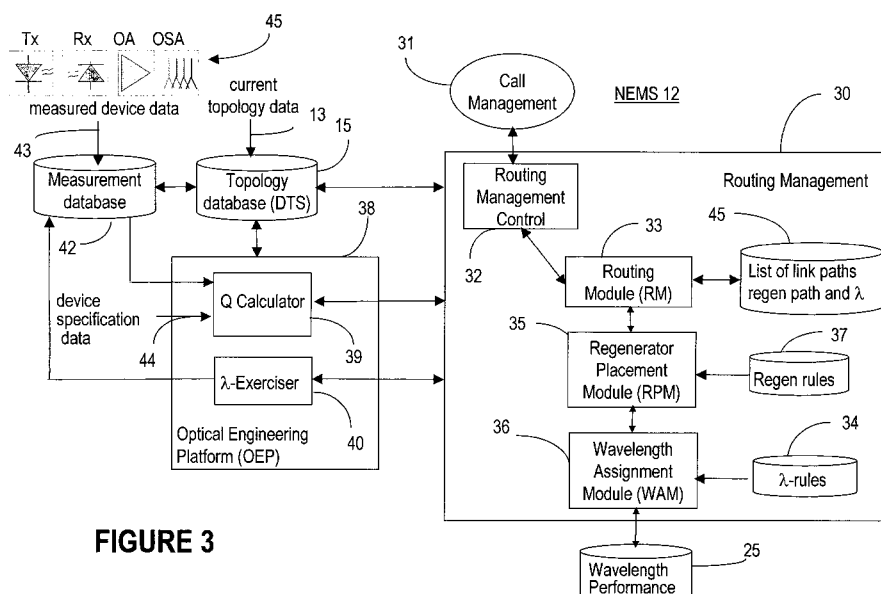 Tx Rx OA OSA 45
measured device data
current
topology data
43
13
15
Measurement
database
42
Topology
database (DTS)
38
device
specification
data
44
Q Calculator
39
λ-Exerciser
40
Optical Engineering
Platform (OEP)
31
Call
Management
NEMS 12
30
Routing Management
Routing
Management
Control
32
33
Routing
Module (RM)
45
List of link paths
regen path and λ
35
Regenerator
Placement
Module (RPM)
37
Regen rules
36
Wavelength
Assignment
Module (WAM)
34
λ-rules
25
Wavelength
Performance
FIGURE 3